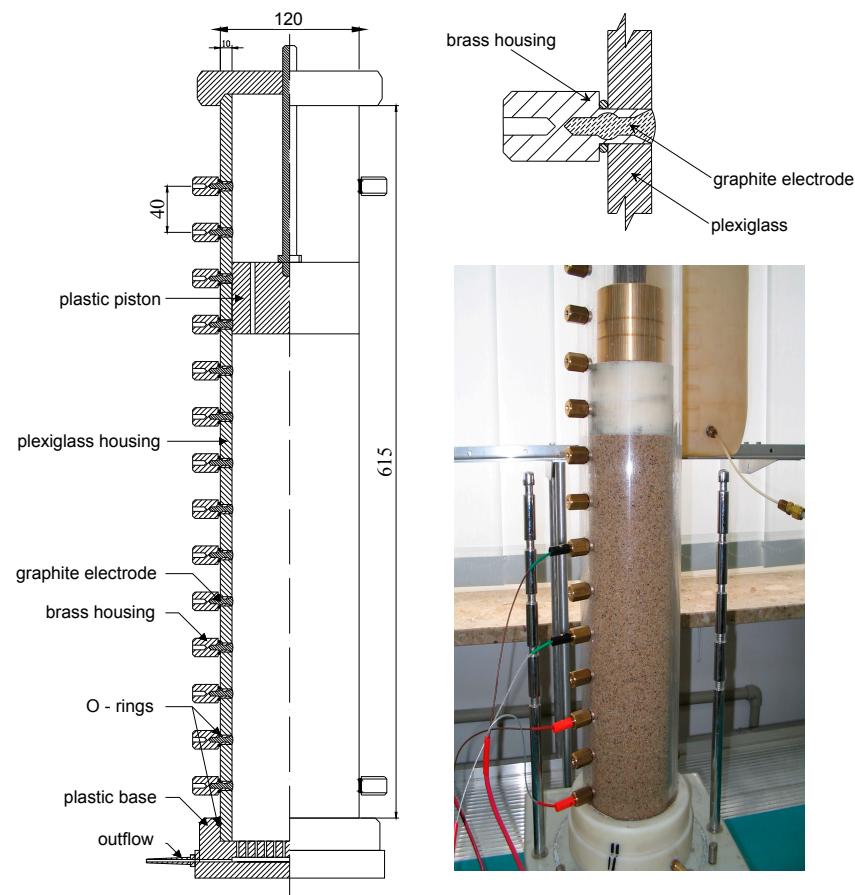 120
10
40
plastic piston
plexiglass housing
615
graphite electrode
brass housing
O - rings
plastic base
outflow
brass housing
graphite electrode
plexiglass